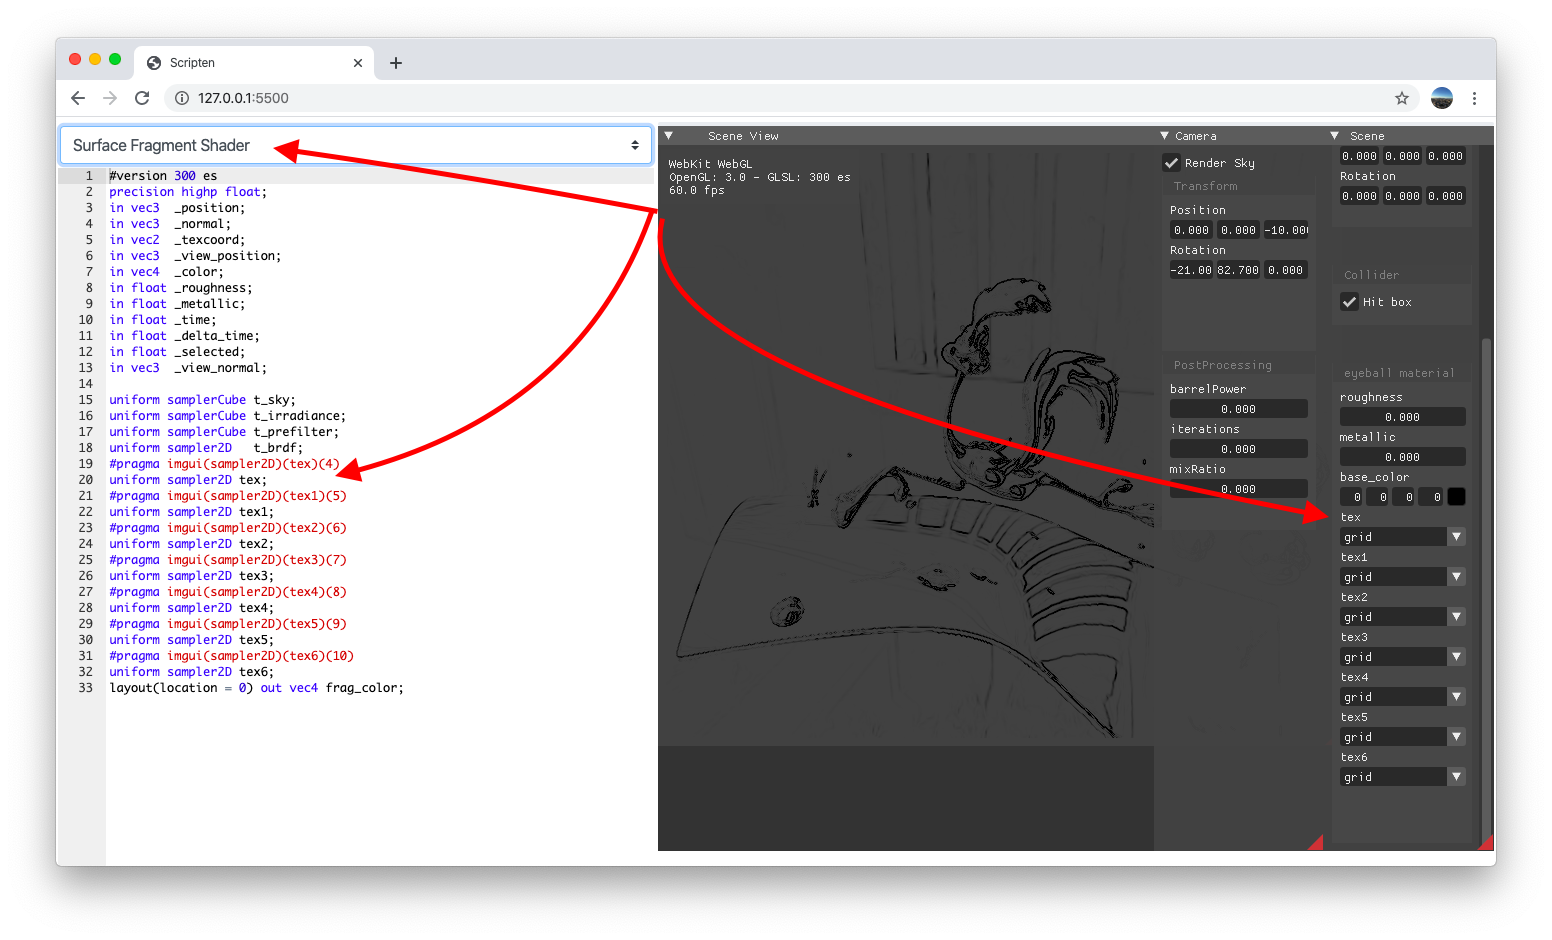 Scripten
127.0.0.1:5500
Surface Fragment Shader
1 #version 300 es
2 precision highp float;
3 in vec3 _position;
4 in vec3 _normal;
5 in vec2 _texcoord;
6 in vec3 _view_position;
7 in vec4 _color;
8 in float _roughness;
9 in float _metallic;
10 in float _time;
11 in float _delta_time;
12 in float _selected;
13 in vec3 _view_normal;
14
15 uniform samplerCube t_sky;
16 uniform samplerCube t_irradiance;
17 uniform samplerCube t_prefilter;
18 uniform sampler2D t_brdf;
19 #pragma imgui(sampler2D)(tex)(4)
20 uniform sampler2D tex;
21 #pragma imgui(sampler2D)(tex1)(5)
22 uniform sampler2D tex1;
23 #pragma imgui(sampler2D)(tex2)(6)
24 uniform sampler2D tex2;
25 #pragma imgui(sampler2D)(tex3)(7)
26 uniform sampler2D tex3;
27 #pragma imgui(sampler2D)(tex4)(8)
28 uniform sampler2D tex4;
29 #pragma imgui(sampler2D)(tex5)(9)
30 uniform sampler2D tex5;
31 #pragma imgui(sampler2D)(tex6)(10)
32 uniform sampler2D tex6;
33 layout(location = 0) out vec4 frag_color;
Scene View
WebKit WebGL
OpenGL: 3.0 - GLSL: 300 es
60.0 fps
Camera
Render Sky
Transform
Position
0.000 0.000 -10.000
Rotation
-21.00 82.700 0.000
PostProcessing
barrelPower
0.000
iterations
0.000
mixRatio
0.000
Scene
0.000 0.000 0.000
Rotation
0.000 0.000 0.000
Collider
Hit box
eyeball material
roughness
0.000
metallic
0.000
base_color
0 0 0 0
tex
grid
tex1
grid
tex2
grid
tex3
grid
tex4
grid
tex5
grid
tex6
grid